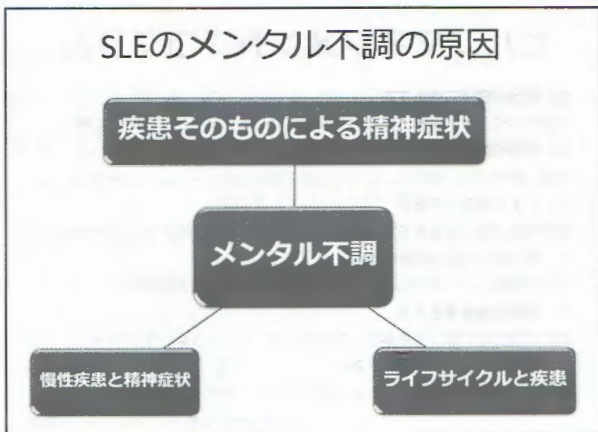 SLEのメンタル不調の原因
疾患そのものによる精神症状
メンタル不調
慢性疾患と精神症状
ライフサイクルと疾患